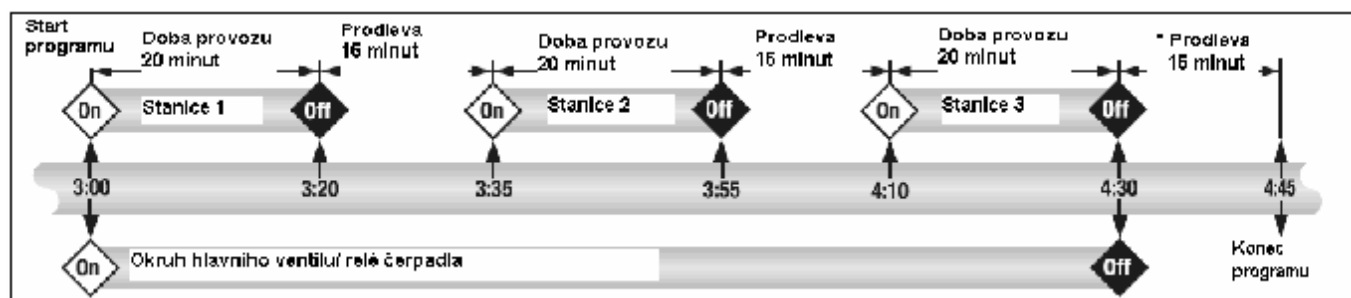 Start
programu
Doba provozu
20 minut
Prodleva
15 minut
Doba provozu
20 minut
Prodleva
15 minut
Doba provozu
20 minut
* Prodleva
15 minut
On
Stanice 1
Off
On
Stanice 2
Off
On
Stanice 3
Off
3:00
3:20
3:35
3:55
4:10
4:30
4:45
On
Okruh hlavního ventilu/ relé čerpadla
Off
Konec
programu